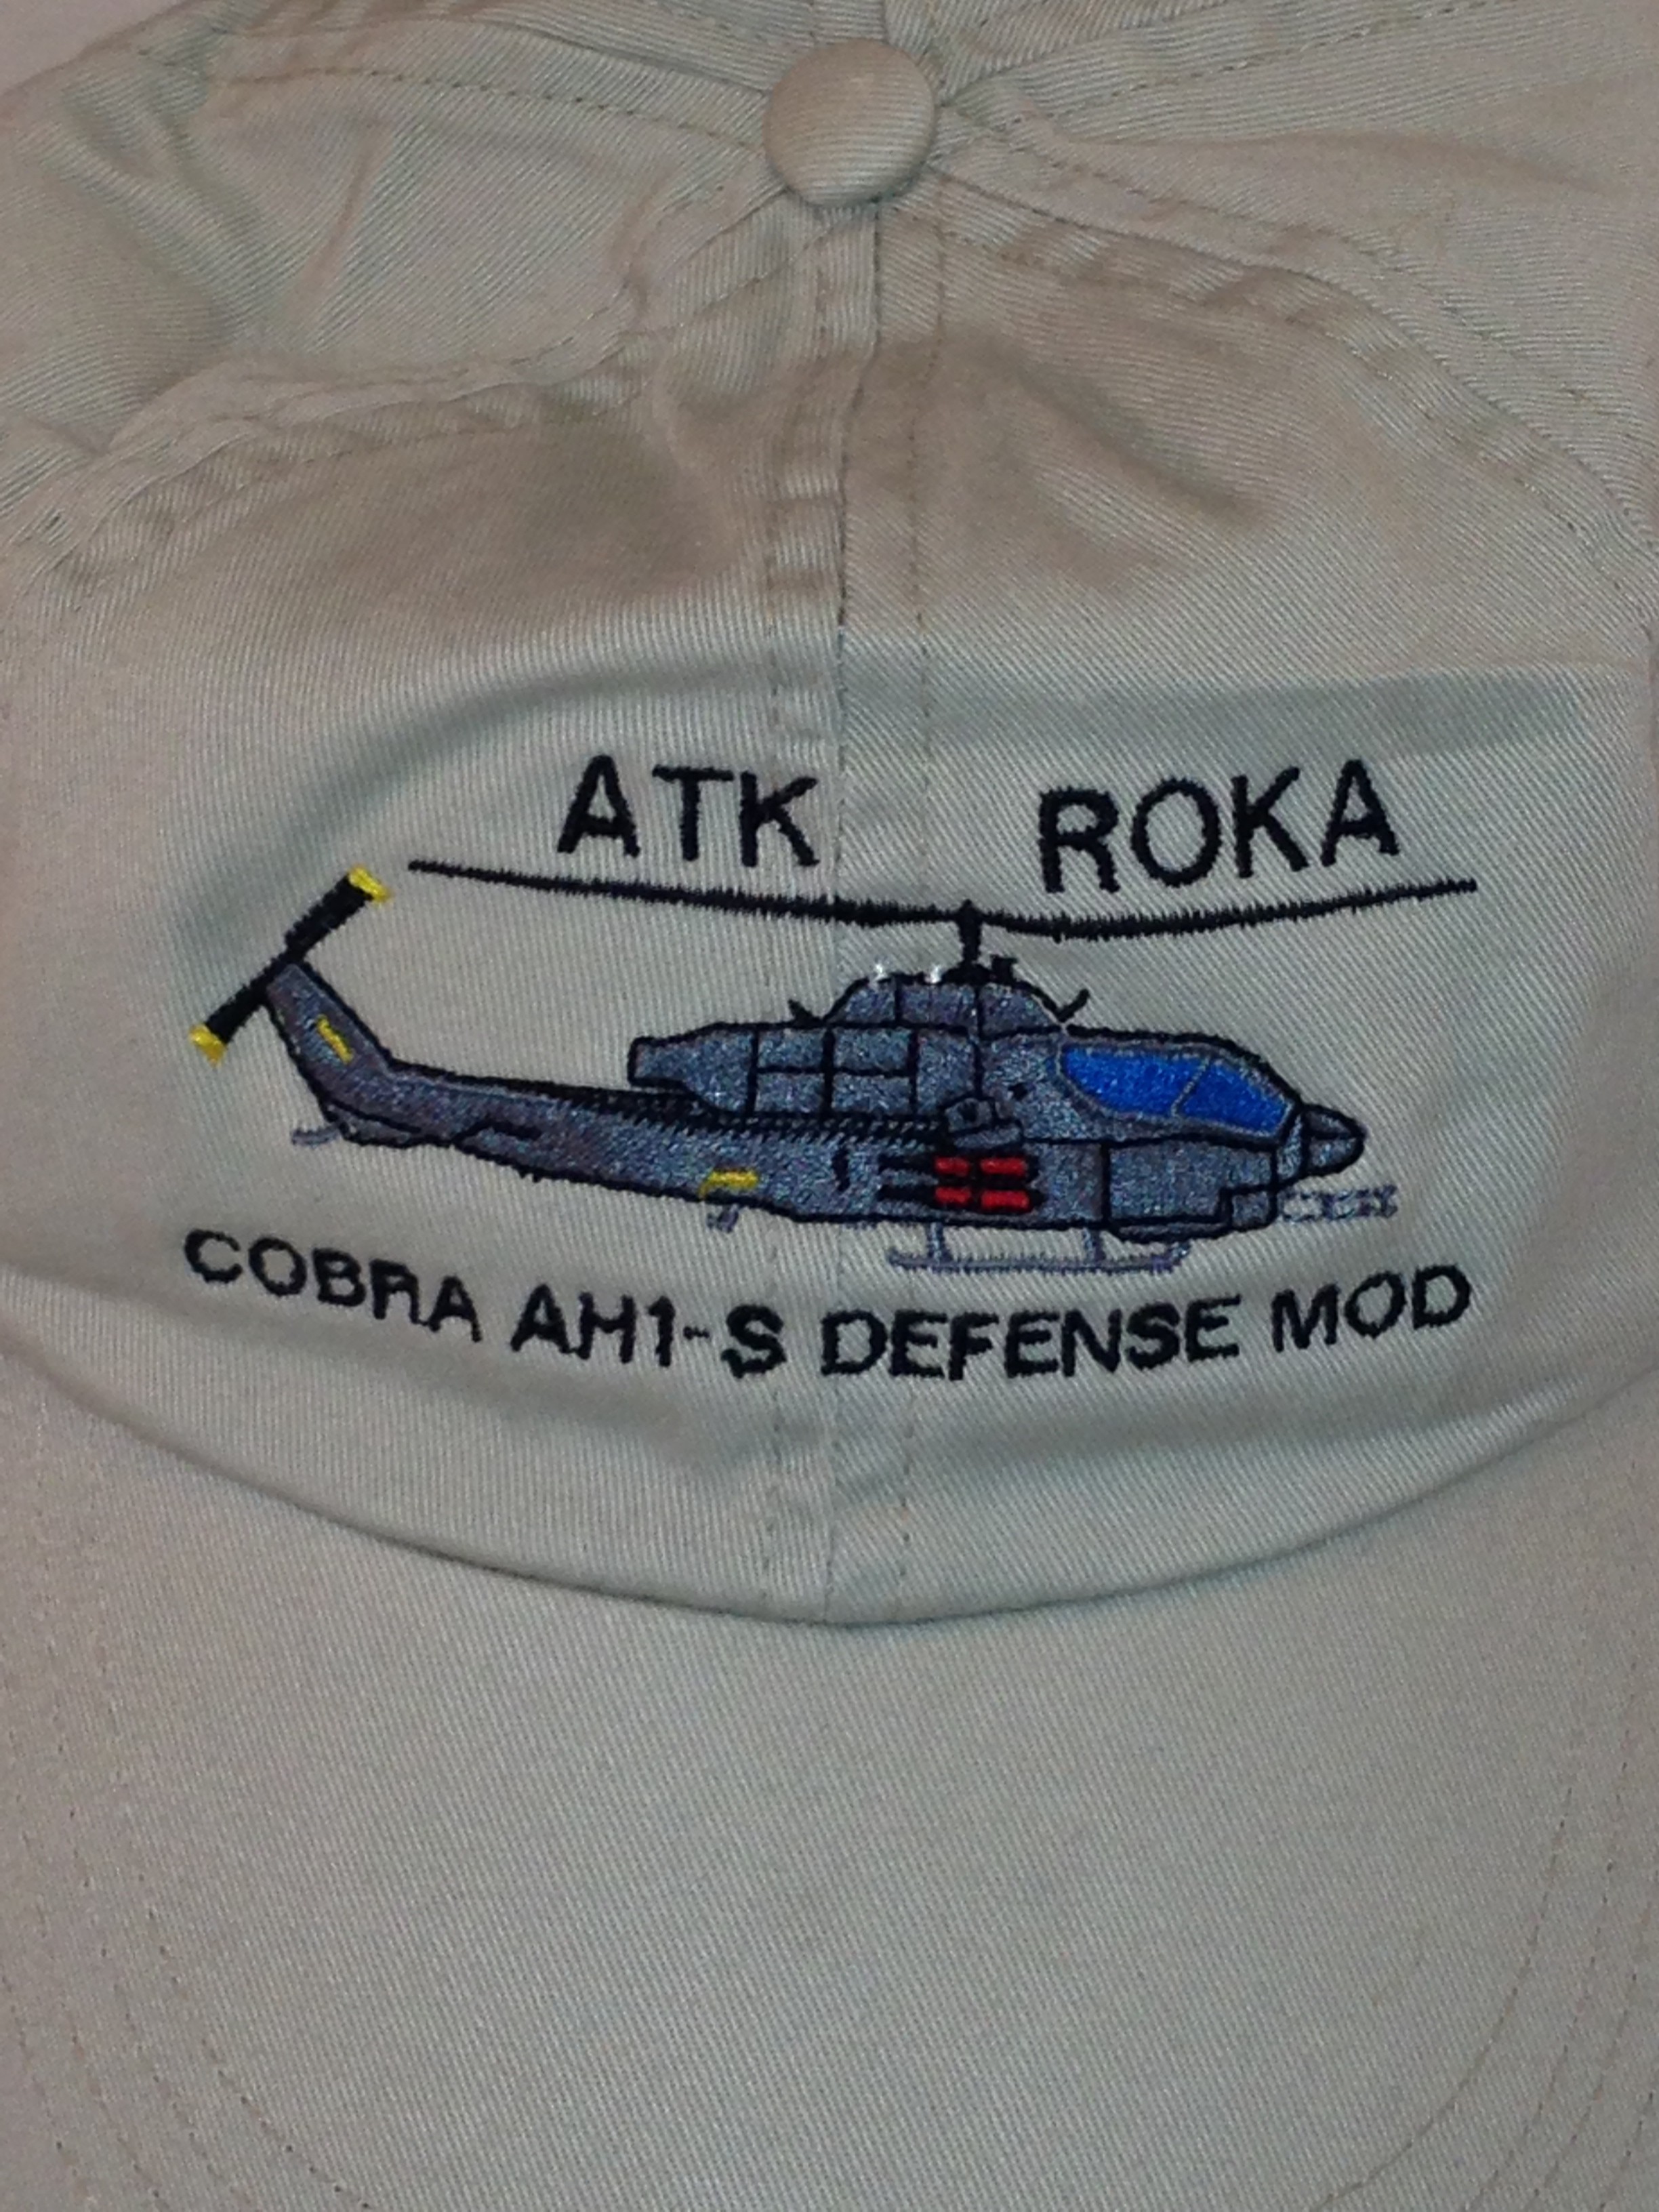 ATK ROKA
COBRA AH1-S DEFENSE MOD